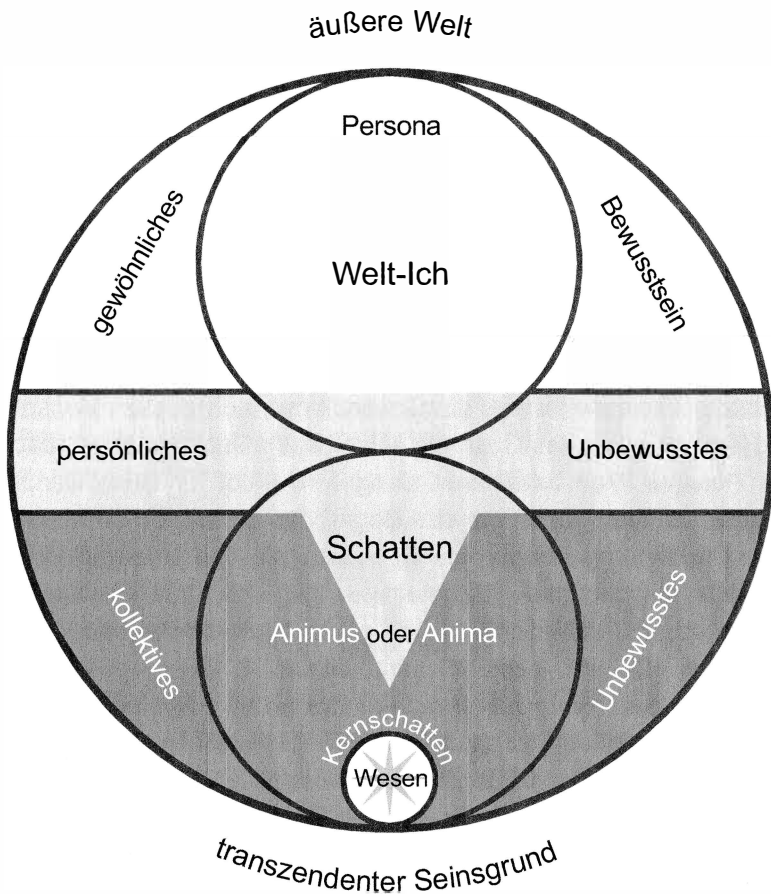 äußere Welt
Persona
gewöhnliches
Bewusstsein
Welt-Ich
persönliches
Unbewusstes
Schatten
kollektives
Animus oder Anima
Unbewusstes
Kernschatten
Wesen
transzendenter Seinsgrund